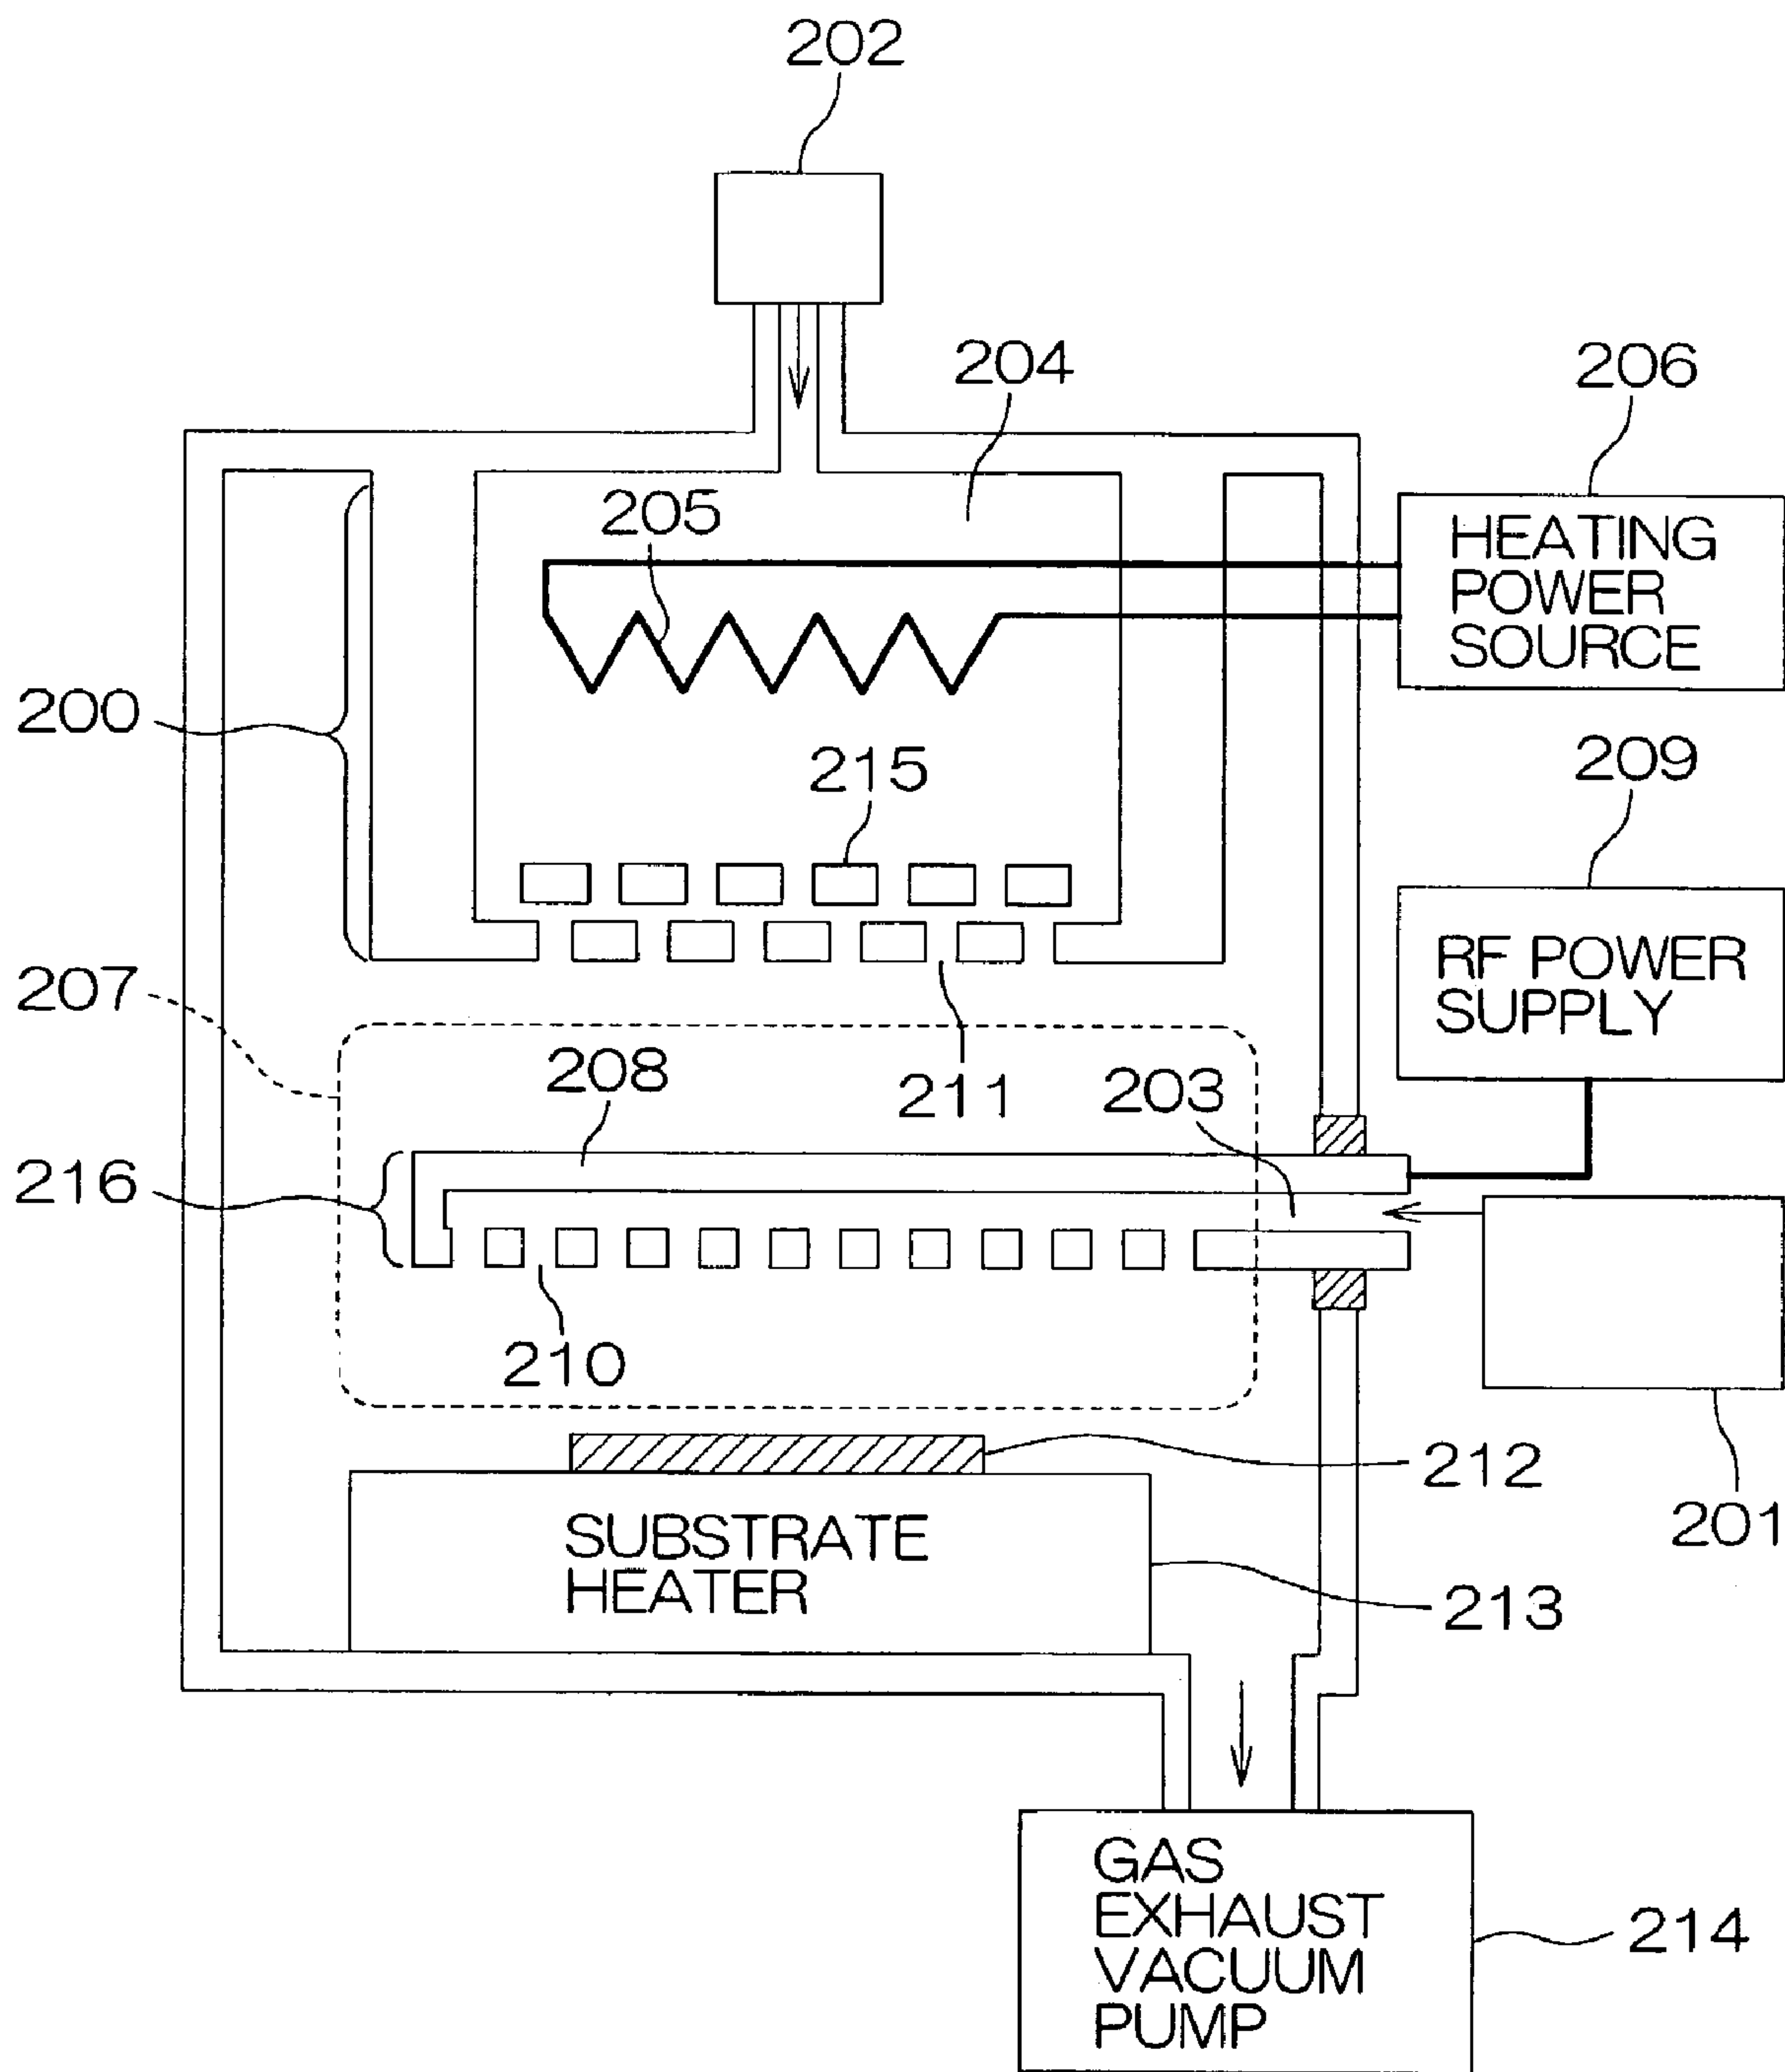 202
204
206
205
HEATING
POWER
SOURCE
200
215
209
207
RF POWER
SUPPLY
208
211
203
216
210
212
201
SUBSTRATE
HEATER
213
GAS
EXHAUST
VACUUM
PUMP
214